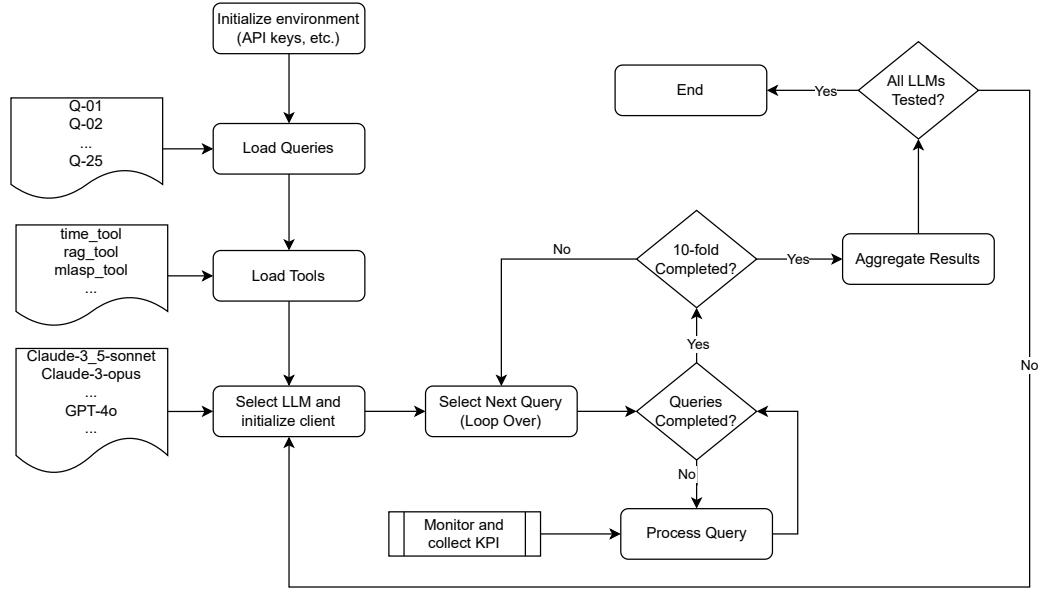 Initialize environment
(API keys, etc.)
Q-01
Q-02
...
Q-25
Load Queries
time_tool
rag_tool
mlasp_tool
...
Load Tools
Claude-3_5-sonnet
Claude-3-opus
...
GPT-4o
...
Select LLM and
initialize client
Select Next Query
(Loop Over)
Queries
Completed?
No
Process Query
Monitor and
collect KPI
Yes
10-fold
Completed?
No
Yes
Aggregate Results
All LLMs
Tested?
Yes
End
No